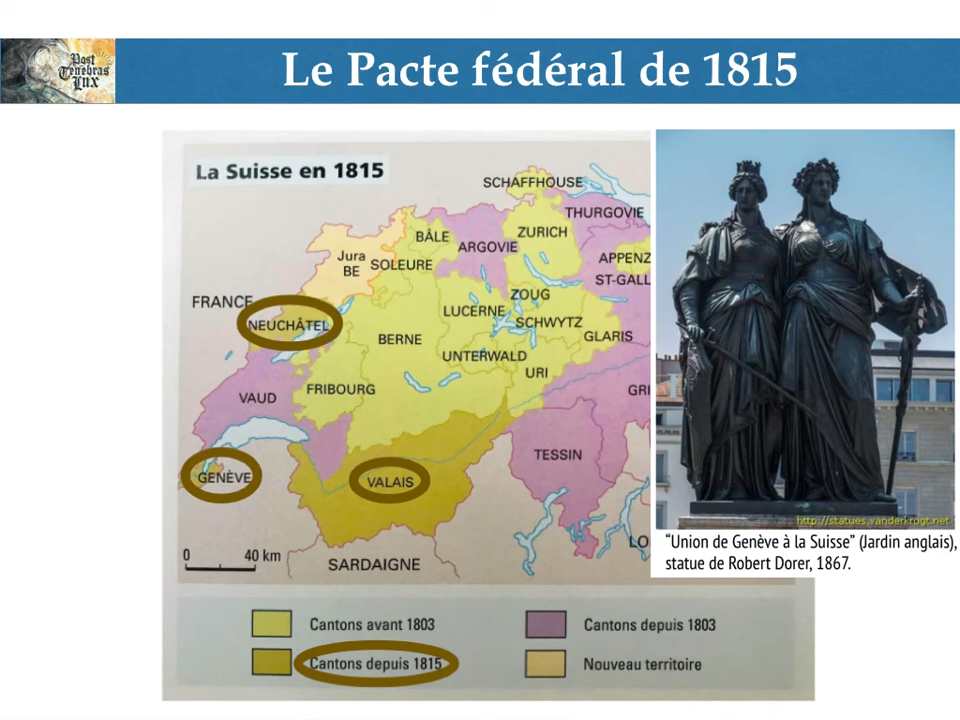 Post
Tenebras
Lux
Le Pacte fédéral de 1815
La Suisse en 1815
SCHAFFHOUSE
THURGOVIE
BÂLE
ZURICH
ARGOVIE
Jura
BE
SOLEURE
APPENZ
ST-GALL
FRANCE
ZOUG
LUCERNE
NEUCHÂTEL
SCHWYTZ
BERNE
GLARIS
UNTERWALD
URI
VAUD
FRIBOURG
GRI
TESSIN
GENÈVE
VALAIS
LO
0 40 km
SARDAIGNE
Cantons avant 1803
Cantons depuis 1803
Cantons depuis 1815
Nouveau territoire
http://statues.vanderkrogt.net
“Union de Genève à la Suisse” (Jardin anglais),
statue de Robert Dorer, 1867.